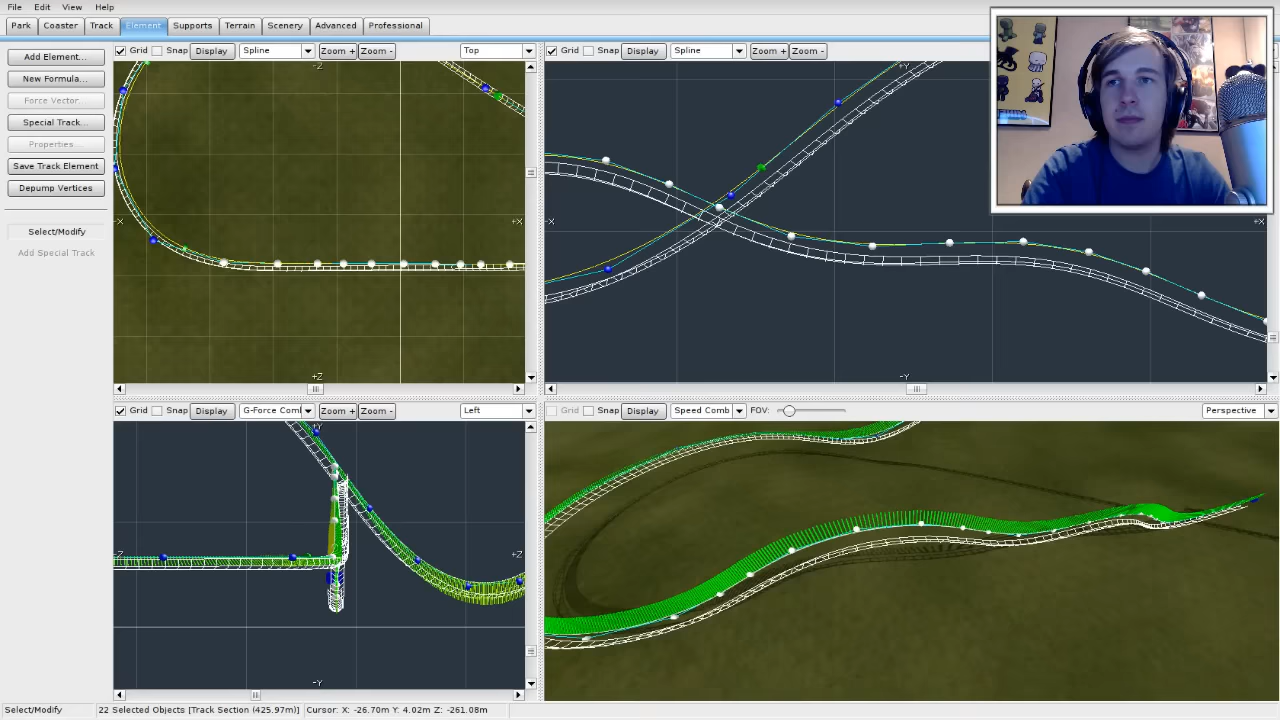 File Edit View Help
Park Coaster Track Element Supports Terrain Scenery Advanced Professional
Add Element...
New Formula...
Force Vector...
Special Track...
Properties...
Save Track Element
Depump Vertices
Select/Modify
Add Special Track
Grid Snap Display Spline Zoom + Zoom - Top
-Z
-X +X
+Z
Grid Snap Display Spline Zoom + Zoom -
+Y
-X +X
-Y
Grid Snap Display G-Force Coml Zoom + Zoom - Left
+Y
-Z +Z
-Y
Grid Snap Display Speed Comb FOV: Perspective
Select/Modify 22 Selected Objects [Track Section (425.97m)] Cursor: X: -26.70m Y: 4.02m Z: -261.08m